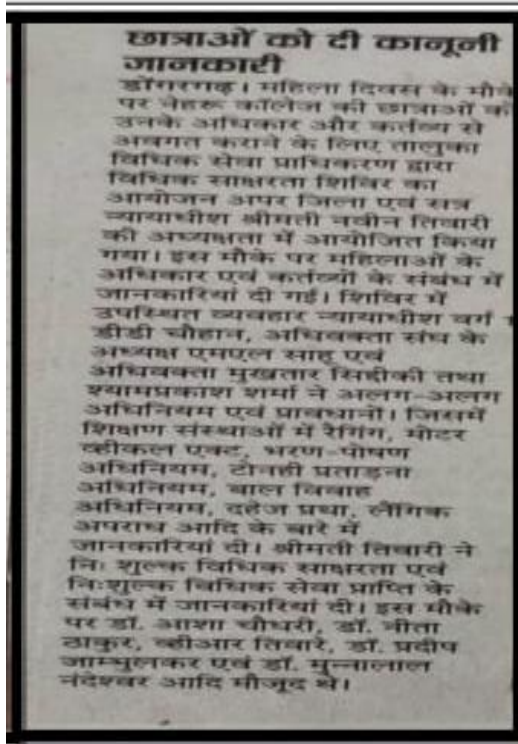 छात्राओं को दी कानूनी
जानकारी
डोंगरगढ़। महिला दिवस के मौके
पर नेहरू कॉलेज की छात्राओं को
उनके अधिकार और कर्तव्य से
अवगत कराने के लिए तालुका
विधिक सेवा प्राधिकरण द्वारा
विधिक साक्षरता शिविर का
आयोजन अपर जिला एवं सत्र
न्यायाधीश श्रीमती नवीन तिवारी
की अध्यक्षता में आयोजित किया
गया। इस मौके पर महिलाओं के
अधिकार एवं कर्तव्यों के संबंध में
जानकारियां दी गई। शिविर में
उपस्थित व्यवहार न्यायाधीश वर्ग 1
डीडी चौहान, अधिवक्ता संघ के
अध्यक्ष एमएल साहू एवं
अधिवक्ता मुखतार सिद्दीकी तथा
श्यामप्रकाश शर्मा ने अलग-अलग
अधिनियम एवं प्रावधानों। जिसमें
शिक्षण संस्थाओं में रैगिंग, मोटर
व्हीकल एक्ट, भरण-पोषण
अधिनियम, टोनही प्रताड़ना
अधिनियम, बाल विवाह
अधिनियम, दहेज प्रथा, लैंगिक
अपराध आदि के बारे में
जानकारियां दी। श्रीमती तिवारी ने
निः शुल्क विधिक साक्षरता एवं
निःशुल्क विधिक सेवा प्राप्ति के
संबंध में जानकारियां दी। इस मौके
पर डॉ. आशा चौधरी, डॉ. नीता
ठाकुर, व्हीआर तिवारे, डॉ. प्रदीप
जाम्भुलकर एवं डॉ. मुन्नालाल
नंदेश्वर आदि मौजूद थे।